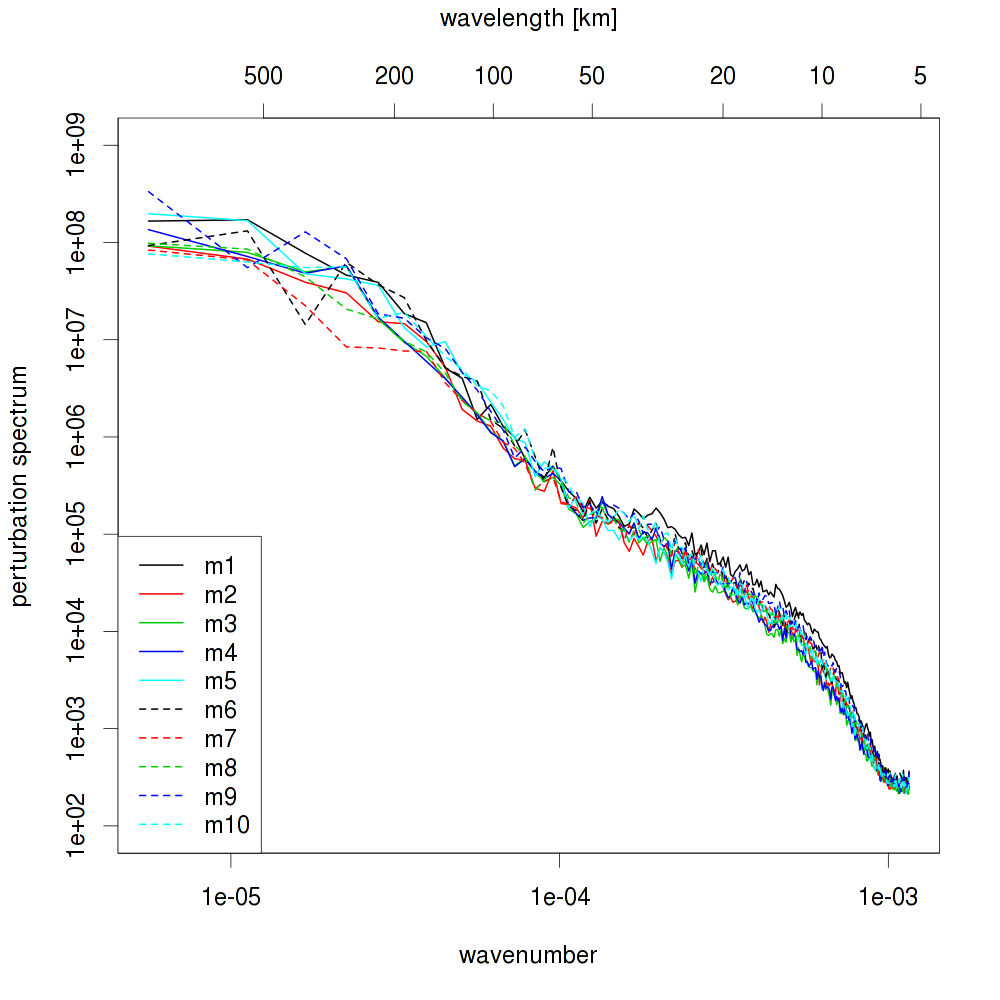 wavelength [km]
500 200 100 50 20 10 5
1e+09
1e+08
1e+07
1e+06
1e+05
1e+04
1e+03
1e+02
perturbation spectrum
m1
m2
m3
m4
m5
m6
m7
m8
m9
m10
1e-05 1e-04 1e-03
wavenumber